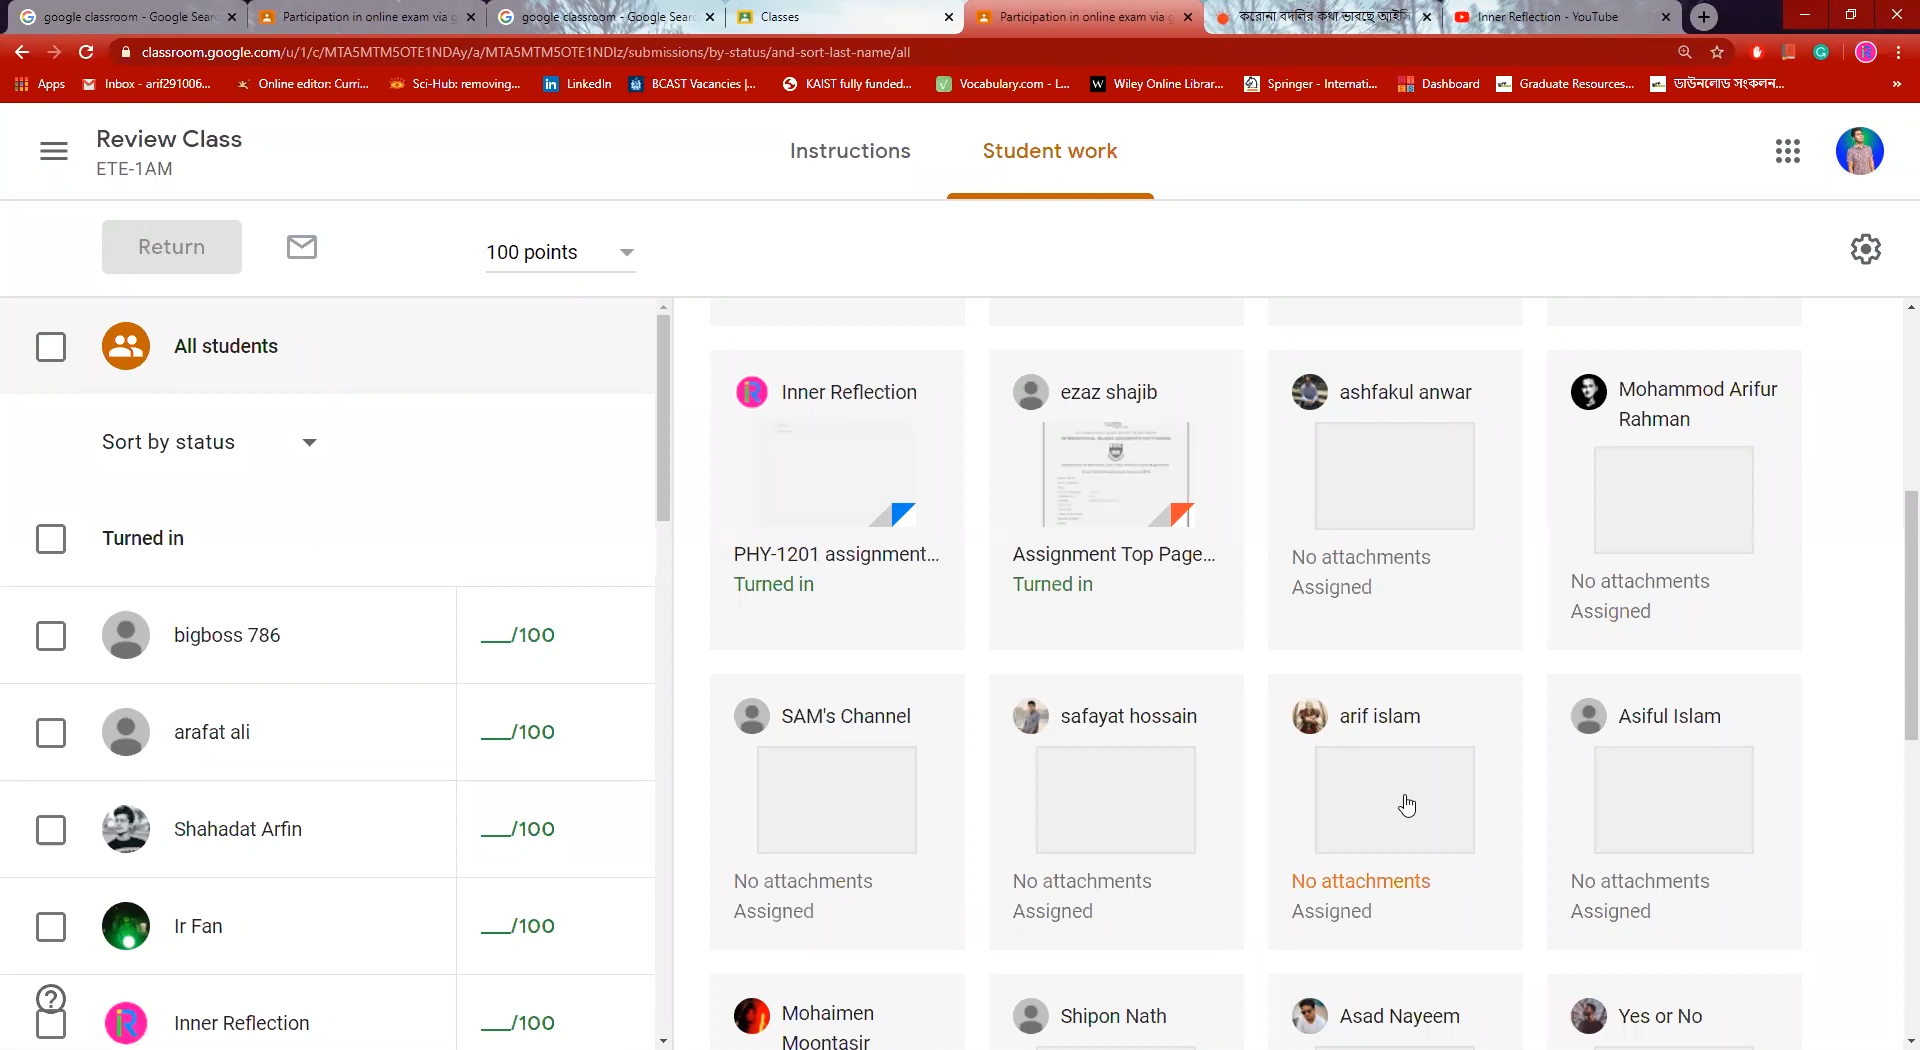 google classroom - Google Sear
Participation in online exam via g
google classroom - Google Sear
Classes
Participation in online exam via g
করোনা বদলির কথা ভাবছে আইসি
Inner Reflection - YouTube
classroom.google.com/u/1/c/MTA5MTM5OTE1NDAy/a/MTA5MTM5OTE1NDIz/submissions/by-status/and-sort-last-name/all
Apps
Inbox - arif291006...
Online editor: Curri...
Sci-Hub: removing...
LinkedIn
BCAST Vacancies |...
KAIST fully funded...
Vocabulary.com - L...
Wiley Online Librar...
Springer - Internati...
Dashboard
Graduate Resources...
ডাউনলোড সংকলন...
Review Class
ETE-1AM
Instructions
Student work
Return
100 points
All students
Sort by status
Turned in
bigboss 786
___/100
arafat ali
___/100
Shahadat Arfin
___/100
Ir Fan
___/100
Inner Reflection
___/100
Inner Reflection
PHY-1201 assignment...
Turned in
ezaz shajib
Assignment Top Page...
Turned in
ashfakul anwar
No attachments
Assigned
Mohammod Arifur
Rahman
No attachments
Assigned
SAM's Channel
No attachments
Assigned
safayat hossain
No attachments
Assigned
arif islam
No attachments
Assigned
Asiful Islam
No attachments
Assigned
Mohaimen
Moontasir
Shipon Nath
Asad Nayeem
Yes or No